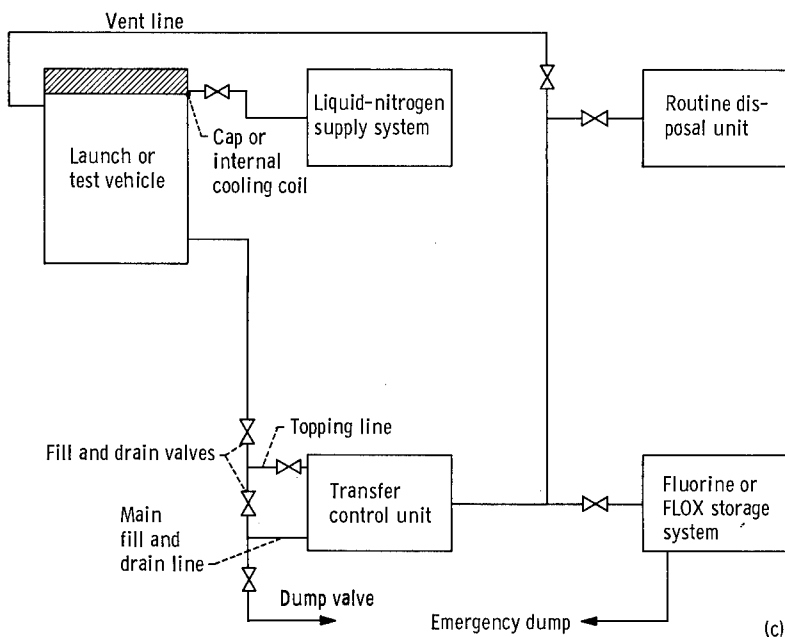 Vent line
Launch or
test vehicle
Cap or
internal
cooling coil
Liquid-nitrogen
supply system
Routine dis-
posal unit
Fill and drain valves
Topping line
Main
fill and
drain line
Transfer
control unit
Fluorine or
FLOX storage
system
Dump valve
Emergency dump
(c)